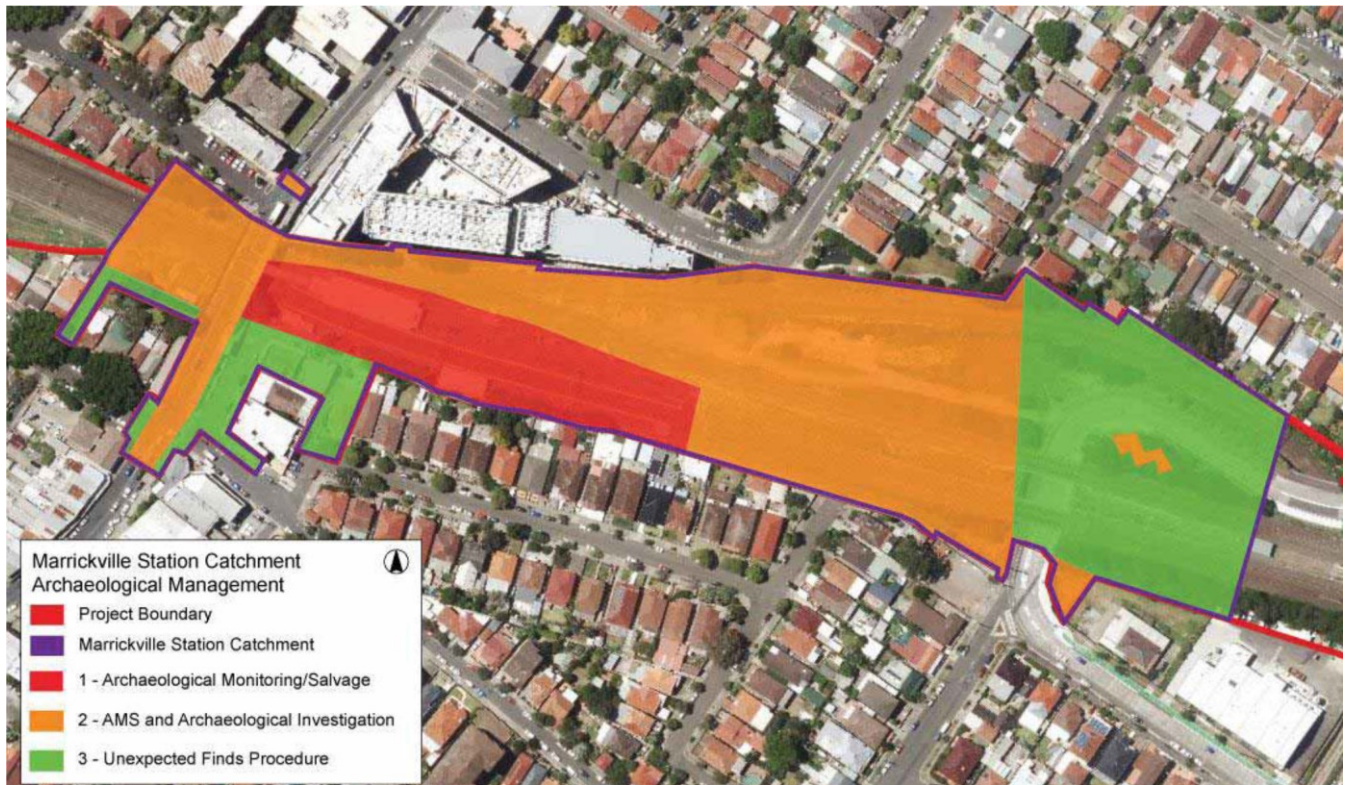 Marrickville Station Catchment
Archaeological Management
Project Boundary
Marrickville Station Catchment
1 - Archaeological Monitoring/Salvage
2 - AMS and Archaeological Investigation
3 - Unexpected Finds Procedure